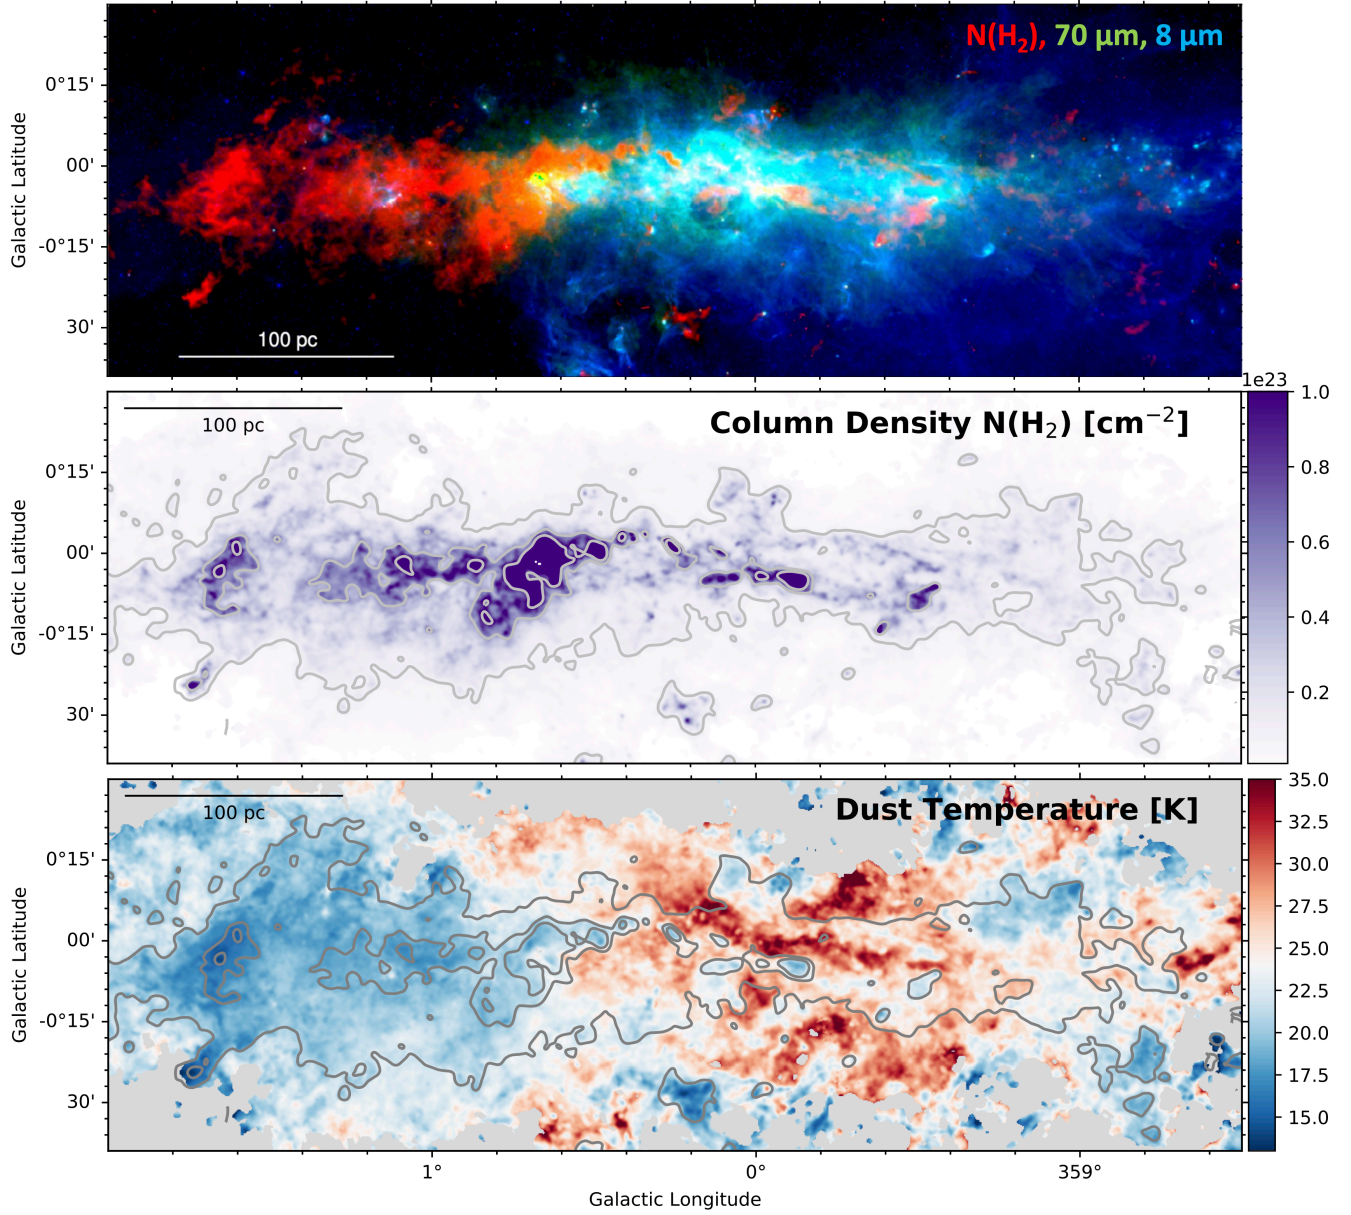 N(H₂), 70 µm, 8 µm
0°15'
00'
-0°15'
30'
Galactic Latitude
100 pc
Column Density N(H₂) [cm⁻²]
100 pc
0°15'
00'
-0°15'
30'
Galactic Latitude
1e23
1.0
0.8
0.6
0.4
0.2
Dust Temperature [K]
100 pc
0°15'
00'
-0°15'
30'
Galactic Latitude
35.0
32.5
30.0
27.5
25.0
22.5
20.0
17.5
15.0
1°
0°
359°
Galactic Longitude